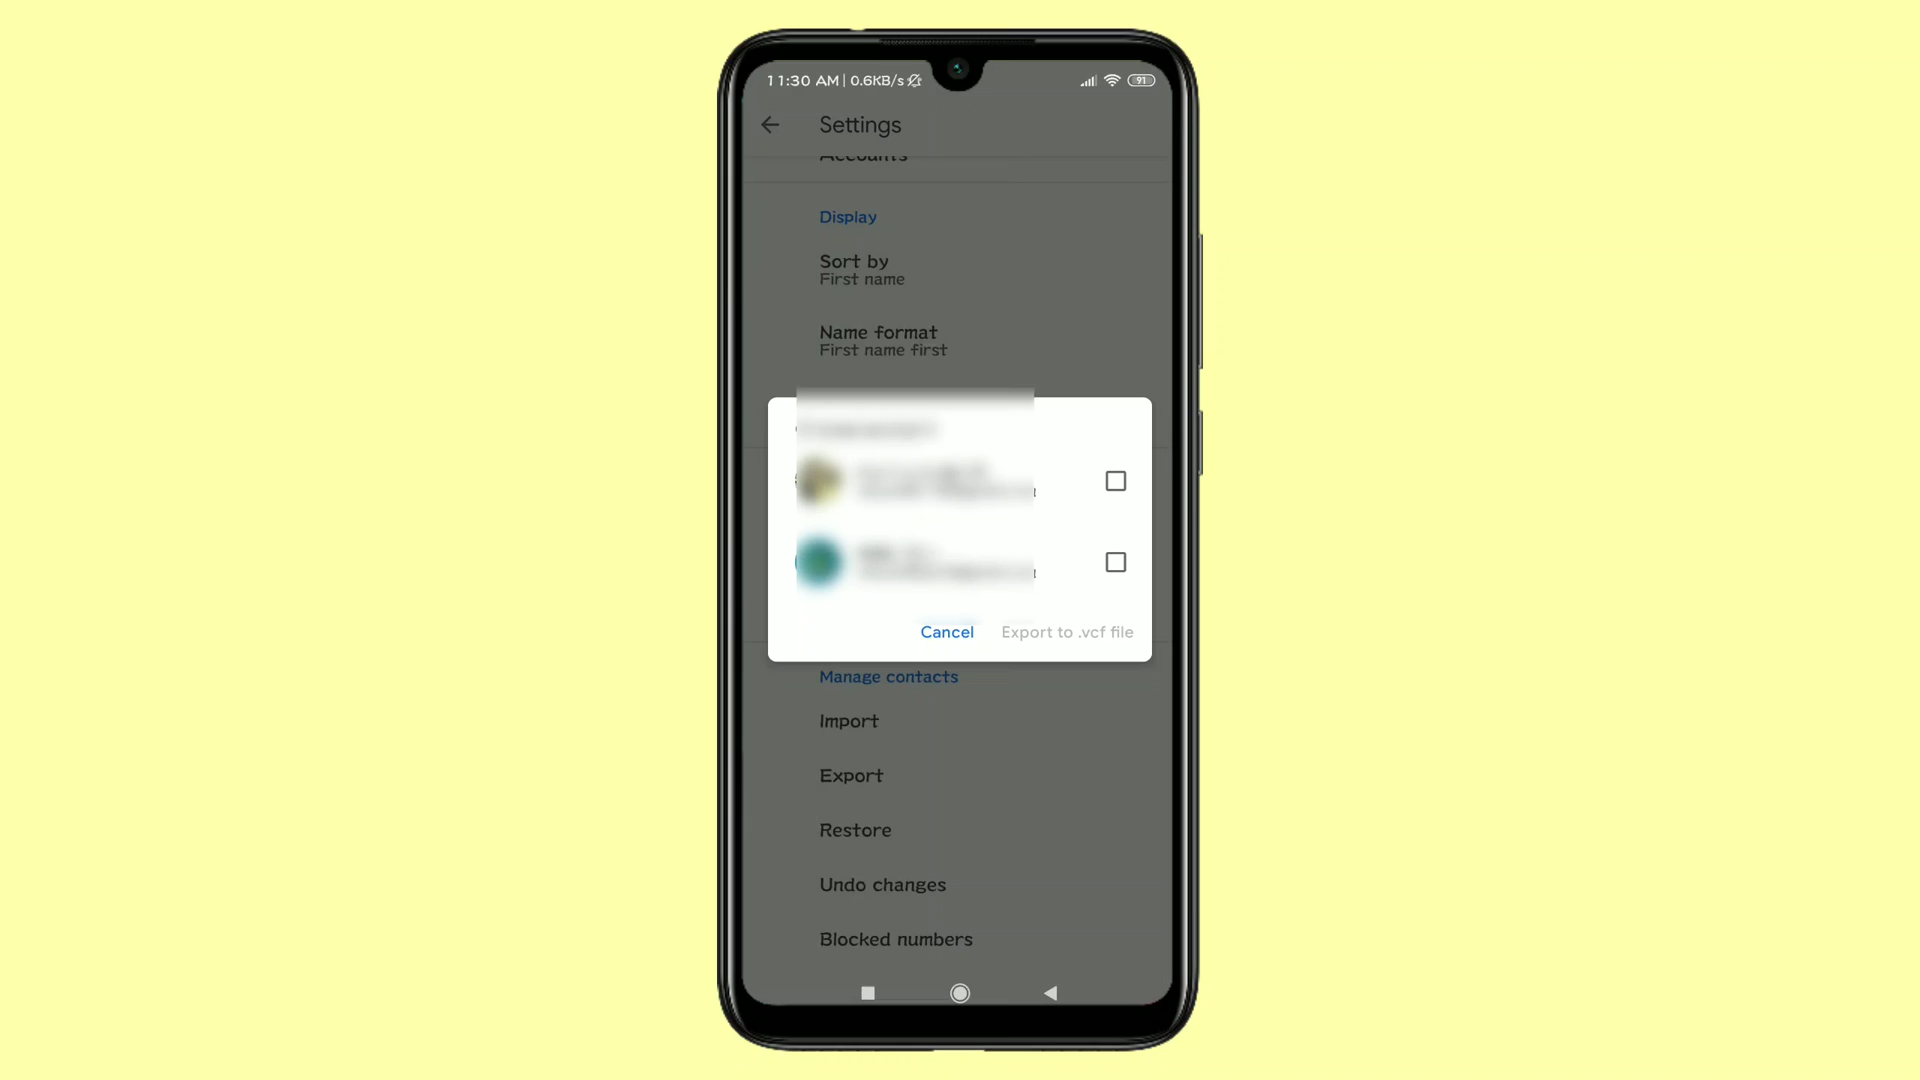 11:30 AM | 0.6KB/s
91
Settings
Accounts
Display
Sort by
First name
Name format
First name first
Cancel
Export to .vcf file
Manage contacts
Import
Export
Restore
Undo changes
Blocked numbers